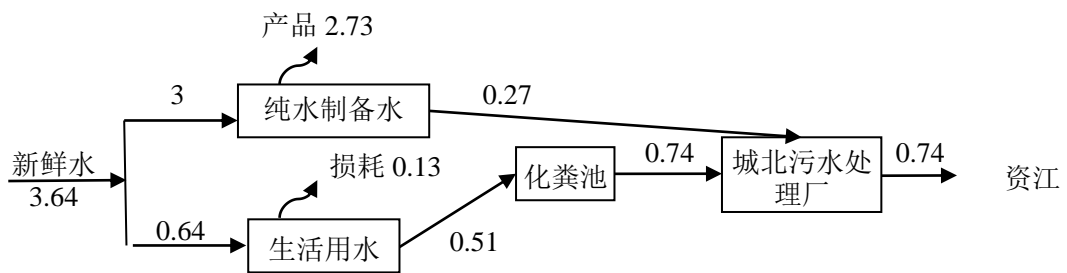 产品 2.73
3
纯水制备水
0.27
新鲜水
3.64
损耗 0.13
化粪池
0.74
城北污水处
理厂
0.74
资江
0.64
生活用水
0.51